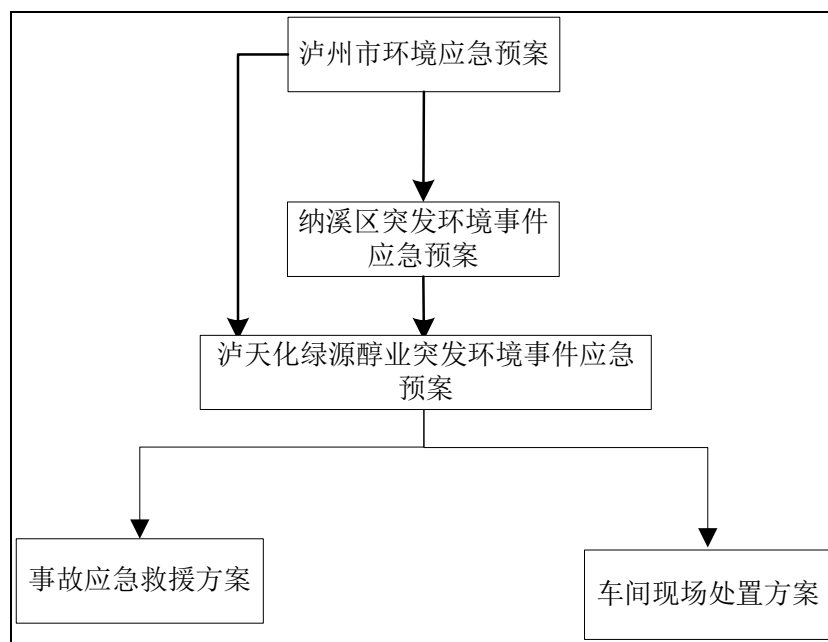 泸州市环境应急预案
纳溪区突发环境事件
应急预案
泸天化绿源醇业突发环境事件应急
预案
事故应急救援方案
车间现场处置方案